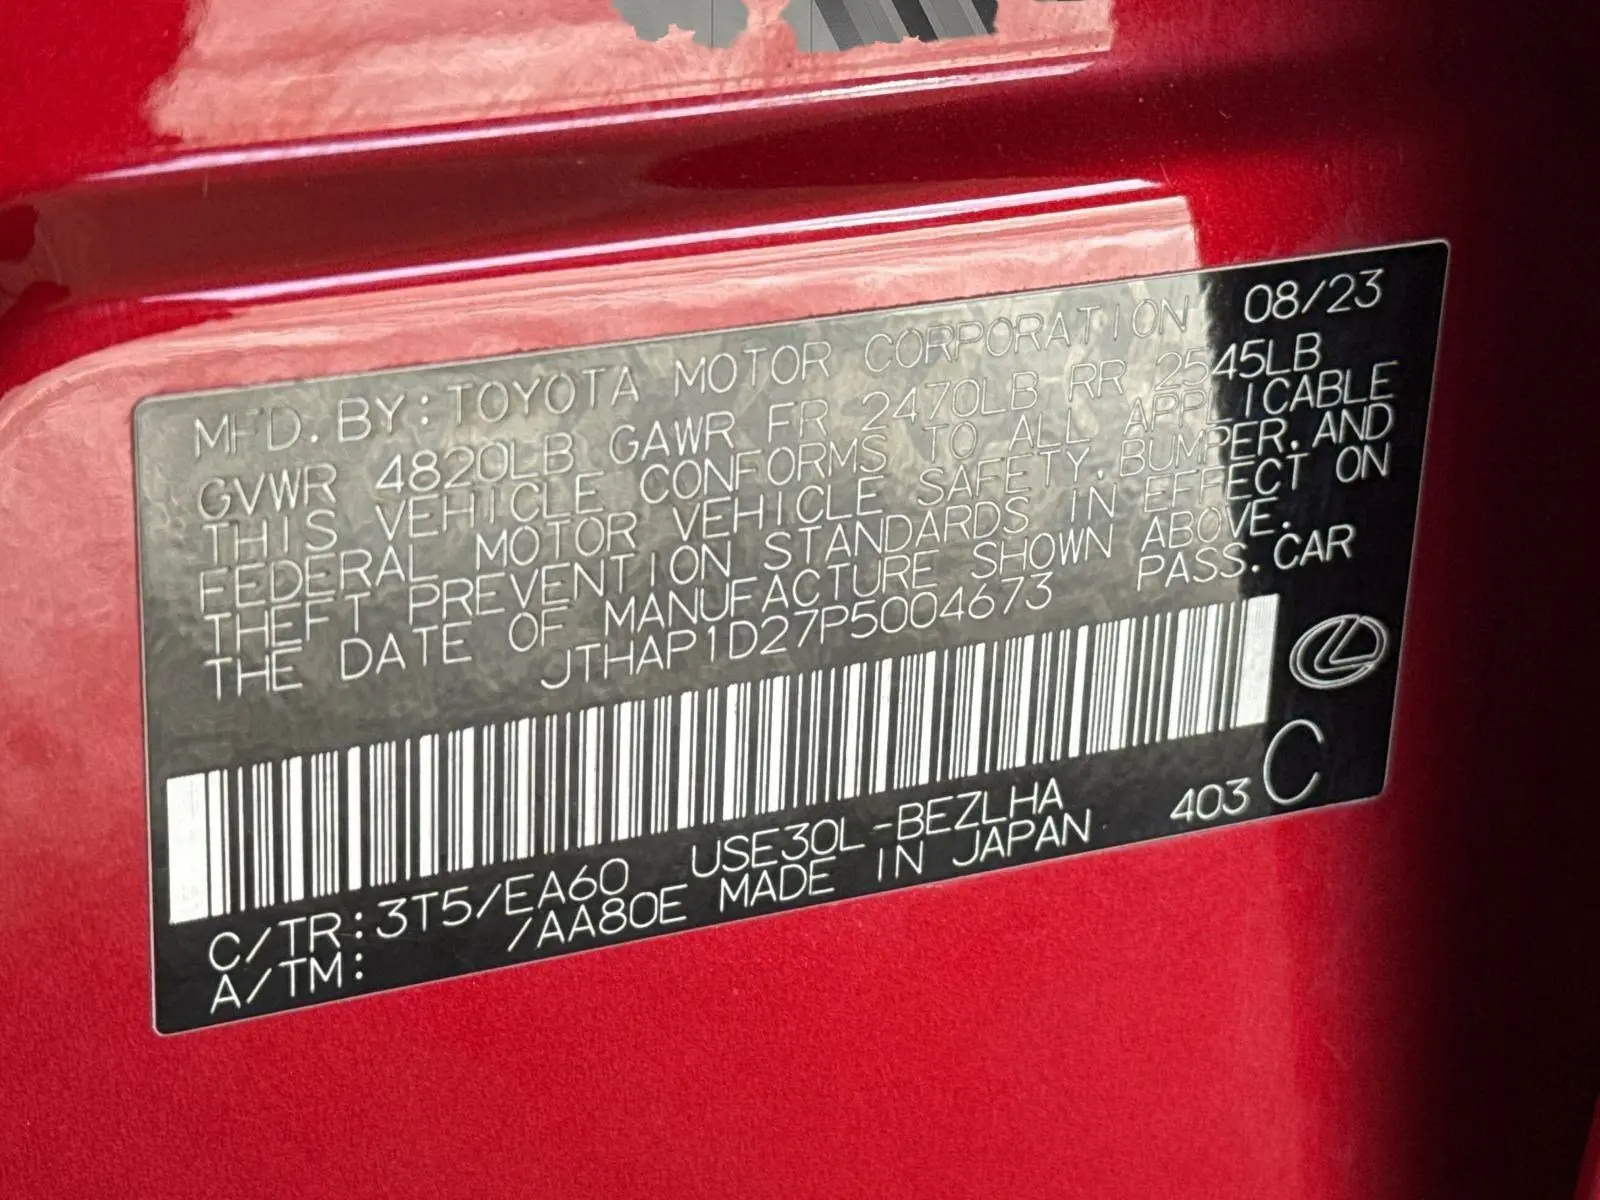 MFD. BY: TOYOTA MOTOR CORPORATION 08/23
GVWR 4820LB GAWR FR 2470LB RR 2545LB
THIS VEHICLE CONFORMS TO ALL APPLICABLE
FEDERAL MOTOR VEHICLE SAFETY, BUMPER, AND
THEFT PREVENTION STANDARDS IN EFFECT ON
THE DATE OF MANUFACTURE SHOWN ABOVE.
JTHAP1D27P5004673 PASS. CAR
C/TR: 3T5/EA60 USE30L-BEZLHA 403 C
A/TM: /AA80E MADE IN JAPAN